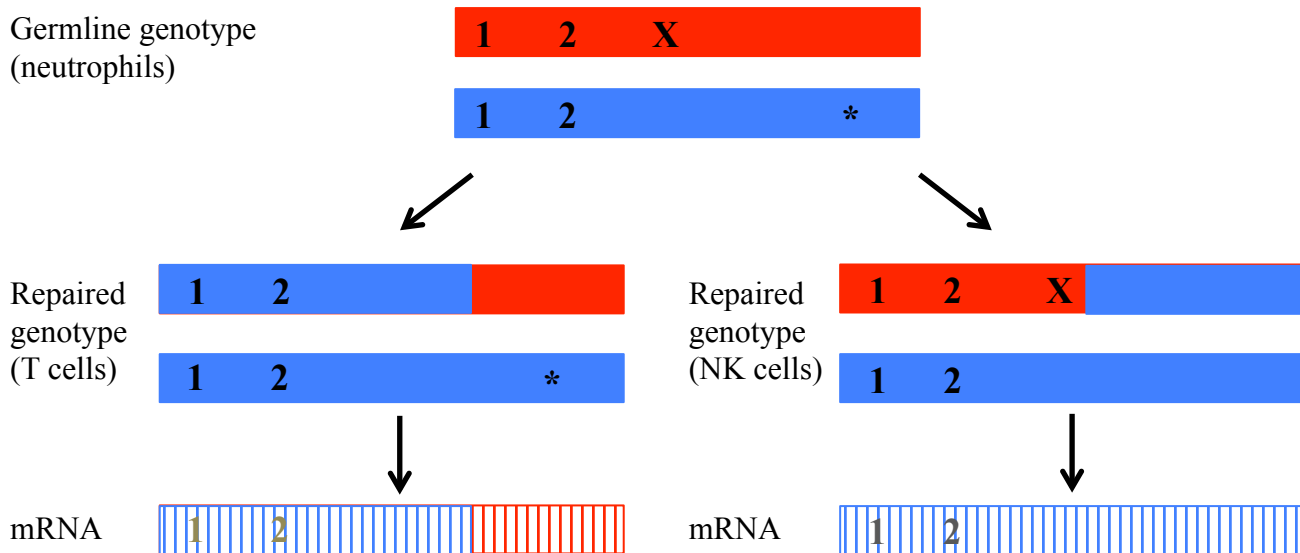 Germline genotype
(neutrophils)
1 2 X
1 2 *
Repaired
genotype
(T cells)
1 2
1 2 *
Repaired
genotype
(NK cells)
1 2 X
1 2
mRNA
1 2
mRNA
1 2